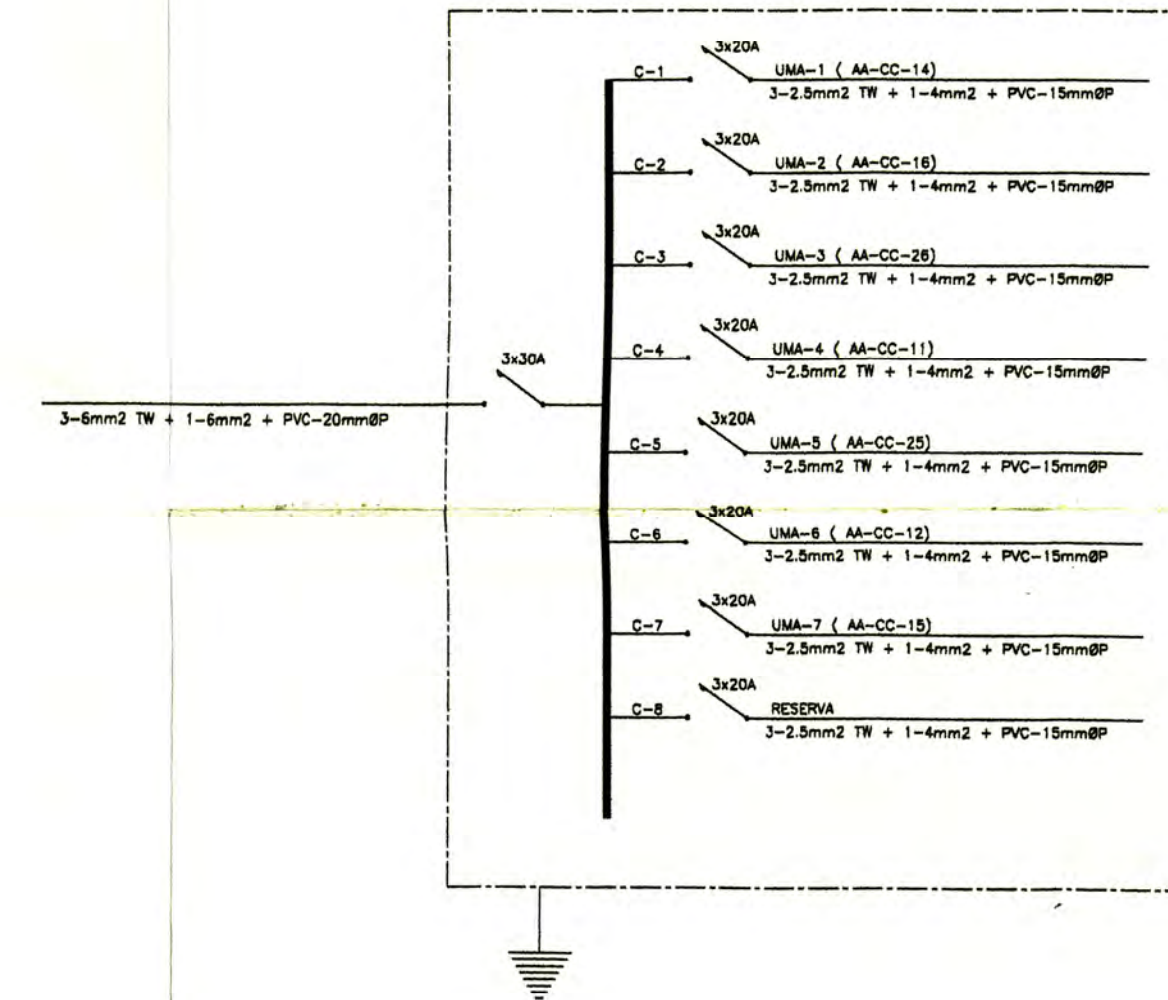 3x20A
C-1 UMA-1 ( AA-CC-14)
3-2.5mm2 TW + 1-4mm2 + PVC-15mmØP
3x20A
C-2 UMA-2 ( AA-CC-16)
3-2.5mm2 TW + 1-4mm2 + PVC-15mmØP
3x20A
C-3 UMA-3 ( AA-CC-26)
3-2.5mm2 TW + 1-4mm2 + PVC-15mmØP
3x20A
C-4 UMA-4 ( AA-CC-11)
3-2.5mm2 TW + 1-4mm2 + PVC-15mmØP
3x30A
3-6mm2 TW + 1-6mm2 + PVC-20mmØP
3x20A
C-5 UMA-5 ( AA-CC-25)
3-2.5mm2 TW + 1-4mm2 + PVC-15mmØP
3x20A
C-6 UMA-6 ( AA-CC-12)
3-2.5mm2 TW + 1-4mm2 + PVC-15mmØP
3x20A
C-7 UMA-7 ( AA-CC-15)
3-2.5mm2 TW + 1-4mm2 + PVC-15mmØP
3x20A
C-8 RESERVA
3-2.5mm2 TW + 1-4mm2 + PVC-15mmØP